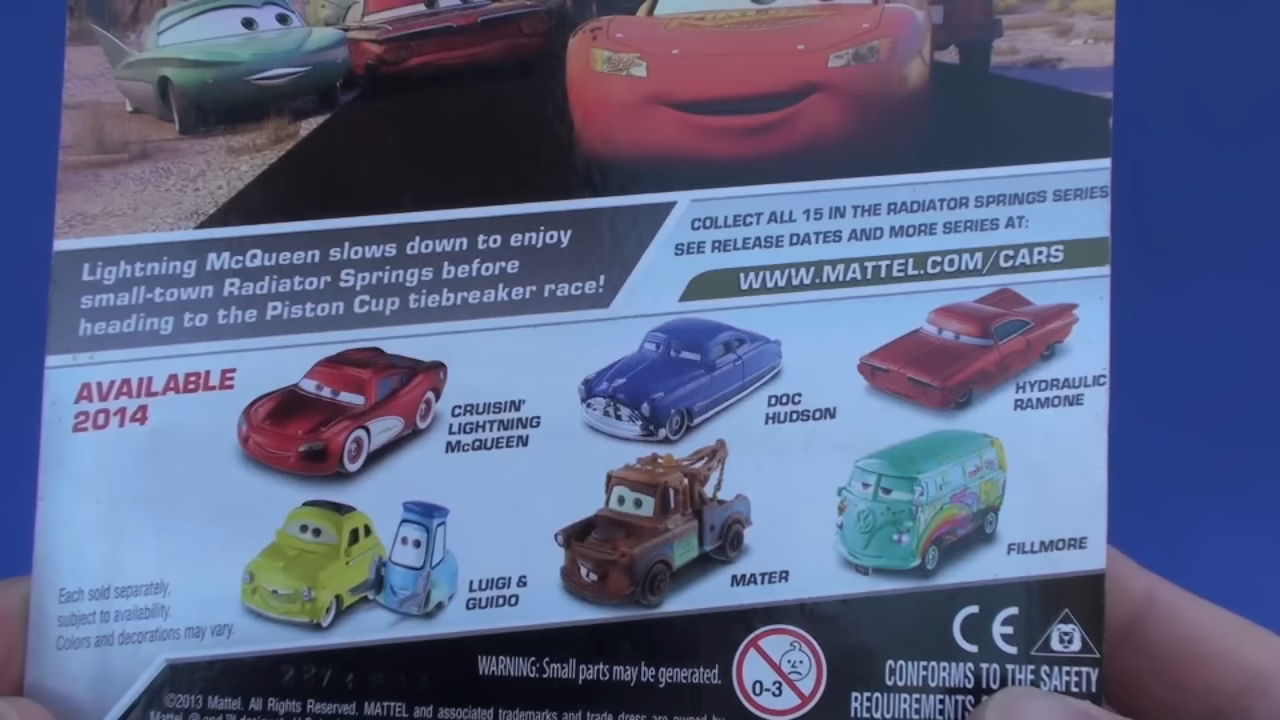 Lightning McQueen slows down to enjoy
small-town Radiator Springs before
heading to the Piston Cup tiebreaker race!
COLLECT ALL 15 IN THE RADIATOR SPRINGS SERIES
SEE RELEASE DATES AND MORE SERIES AT:
WWW.MATTEL.COM/CARS
AVAILABLE
2014
CRUISIN'
LIGHTNING
McQUEEN
DOC
HUDSON
HYDRAULIC
RAMONE
LUIGI &
GUIDO
MATER
FILLMORE
Each sold separately,
subject to availability.
Colors and decorations may vary.
WARNING: Small parts may be generated.
0-3
CE
CONFORMS TO THE SAFETY
REQUIREMENTS
©2013 Mattel. All Rights Reserved. MATTEL and associated trademarks and trade dress are owned by